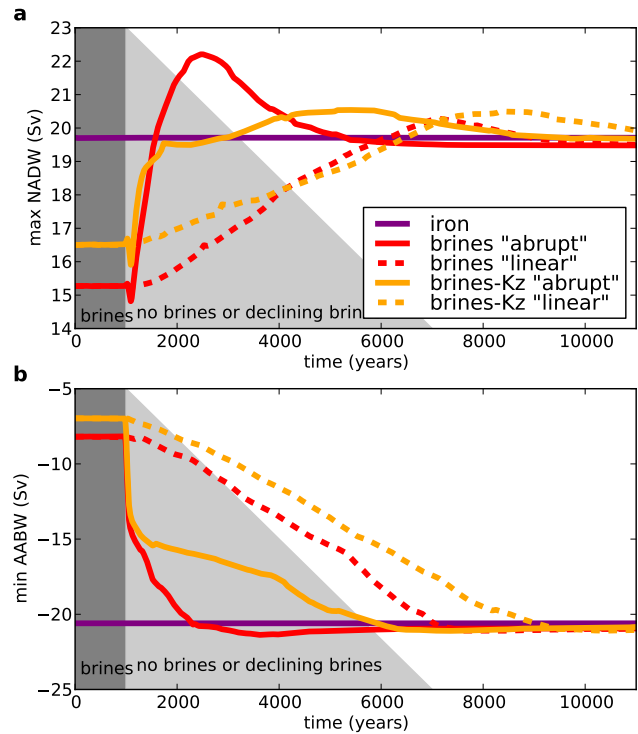 a
23
22
21
20
19
18
17
16
15
14
max NADW (Sv)
iron
brines "abrupt"
brines "linear"
brines-Kz "abrupt"
brines-Kz "linear"
brines
no brines or declining brin
0 2000 4000 6000 8000 10000
time (years)
b
−5
−10
−15
−20
−25
min AABW (Sv)
brines
no brines or declining brines
0 2000 4000 6000 8000 10000
time (years)